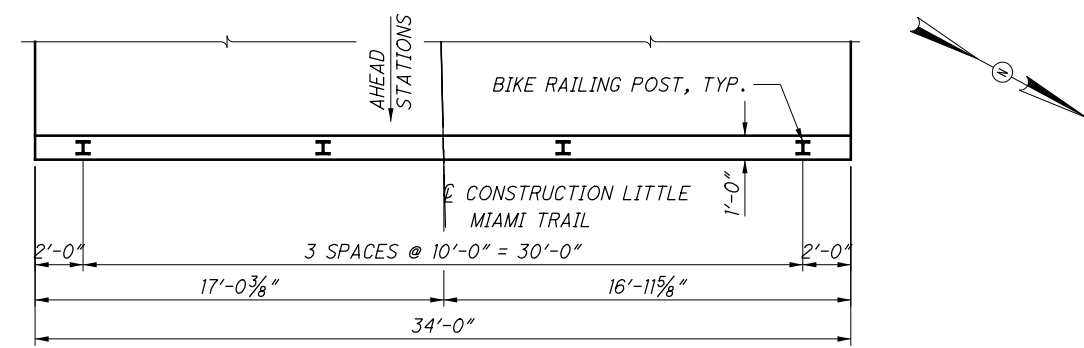 AHEAD
STATIONS
BIKE RAILING POST, TYP.
N
1'-0"
℄ CONSTRUCTION LITTLE
MIAMI TRAIL
2'-0"
3 SPACES @ 10'-0" = 30'-0"
2'-0"
17'-0⅜"
16'-11⅝"
34'-0"